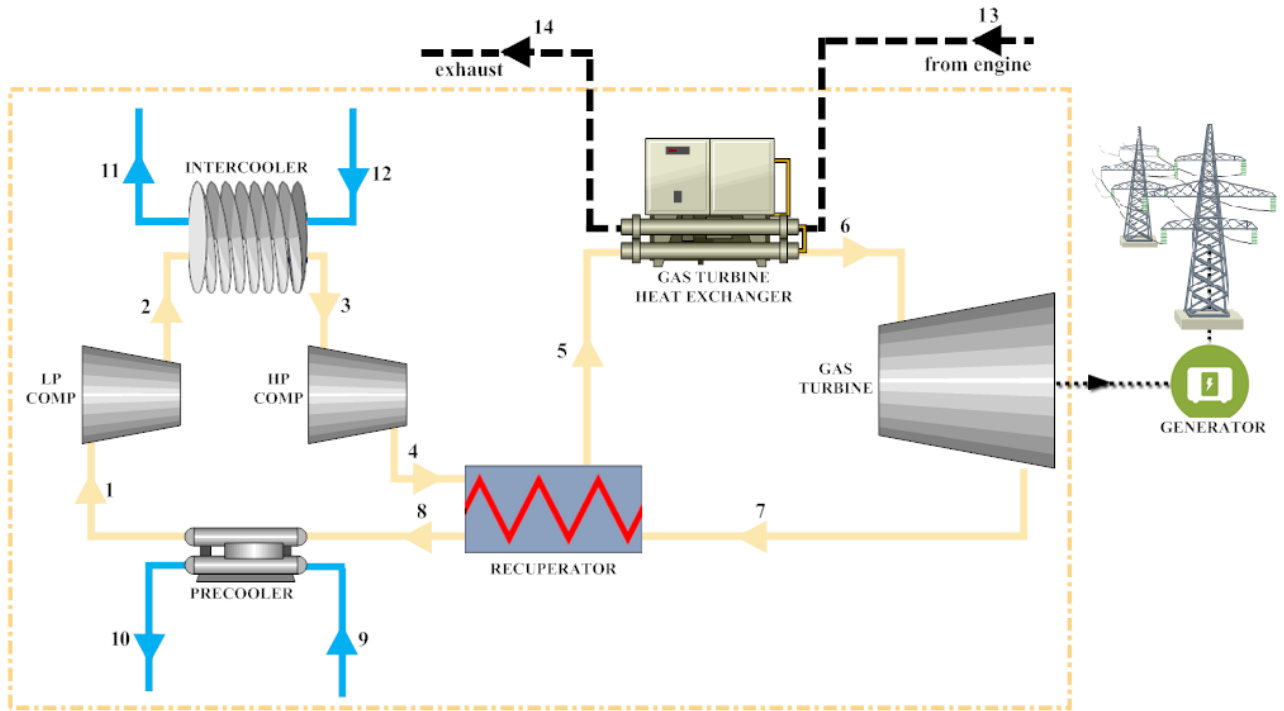 13
14
exhaust
from engine
INTERCOOLER
11
12
6
GAS TURBINE
HEAT EXCHANGER
2
3
5
LP
COMP
HP
COMP
GAS
TURBINE
GENERATOR
4
1
8
7
RECUPERATOR
PRECOOLER
10
9